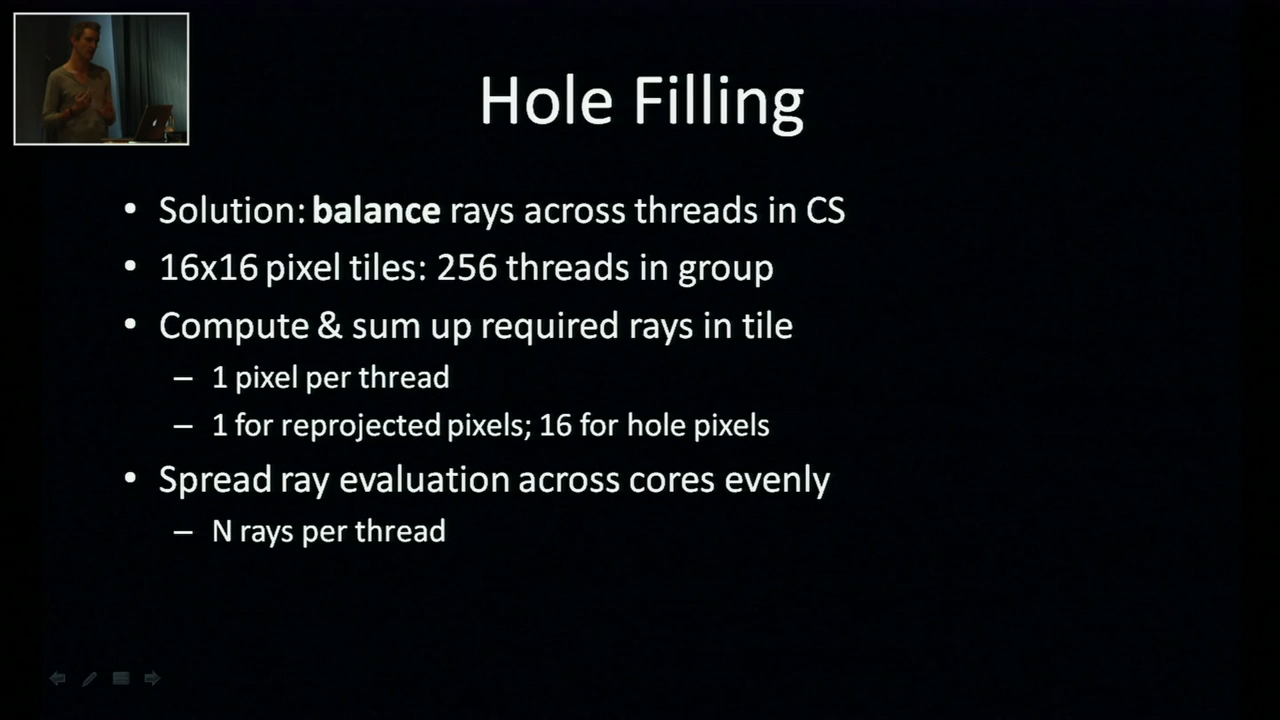 Hole Filling
• Solution: balance rays across threads in CS
• 16x16 pixel tiles: 256 threads in group
• Compute & sum up required rays in tile
– 1 pixel per thread
– 1 for reprojected pixels; 16 for hole pixels
• Spread ray evaluation across cores evenly
– N rays per thread